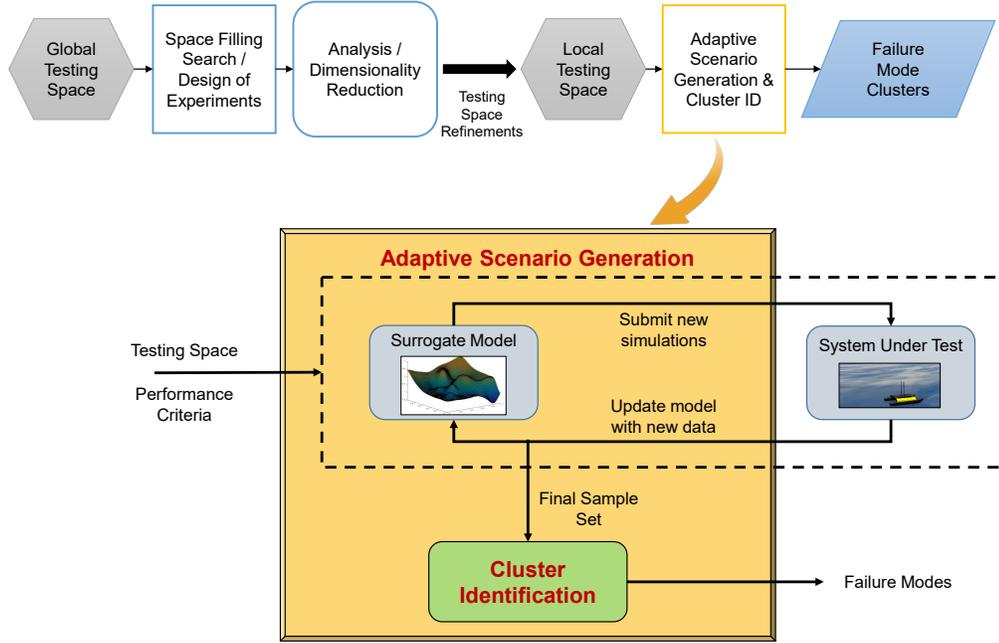 Global
Testing
Space
Space Filling
Search /
Design of
Experiments
Analysis /
Dimensionality
Reduction
Testing
Space
Refinements
Local
Testing
Space
Adaptive
Scenario
Generation &
Cluster ID
Failure
Mode
Clusters
Adaptive Scenario Generation
Testing Space
Performance
Criteria
Surrogate Model
Submit new
simulations
System Under Test
Update model
with new data
Final Sample
Set
Cluster
Identification
Failure Modes